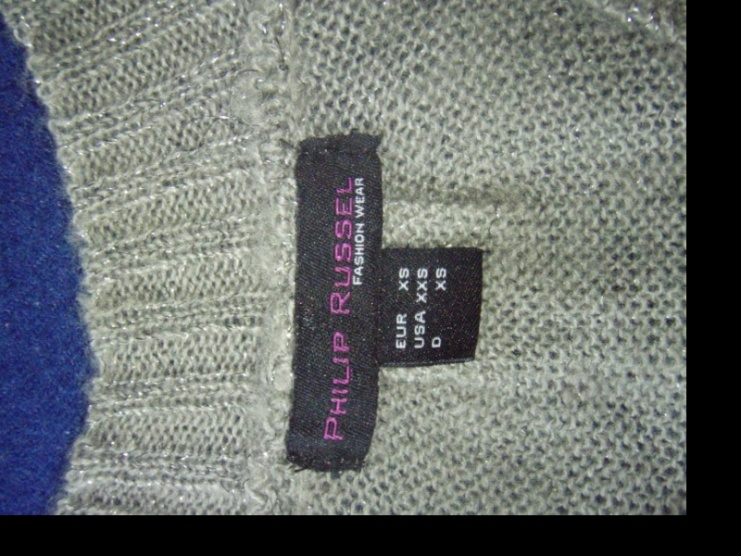 PHILIP RUSSEL
FASHION WEAR
EUR XS
USA XXS
D XS